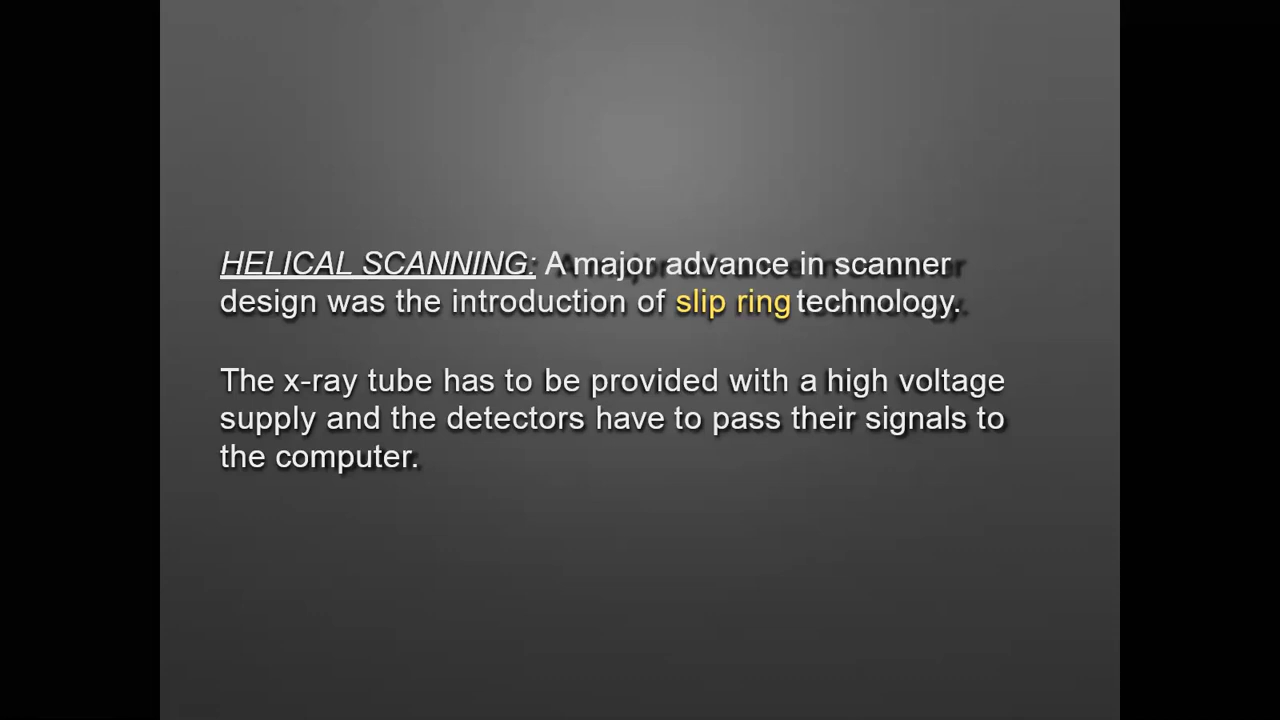 HELICAL SCANNING: A major advance in scanner
design was the introduction of slip ring technology.
The x-ray tube has to be provided with a high voltage
supply and the detectors have to pass their signals to
the computer.